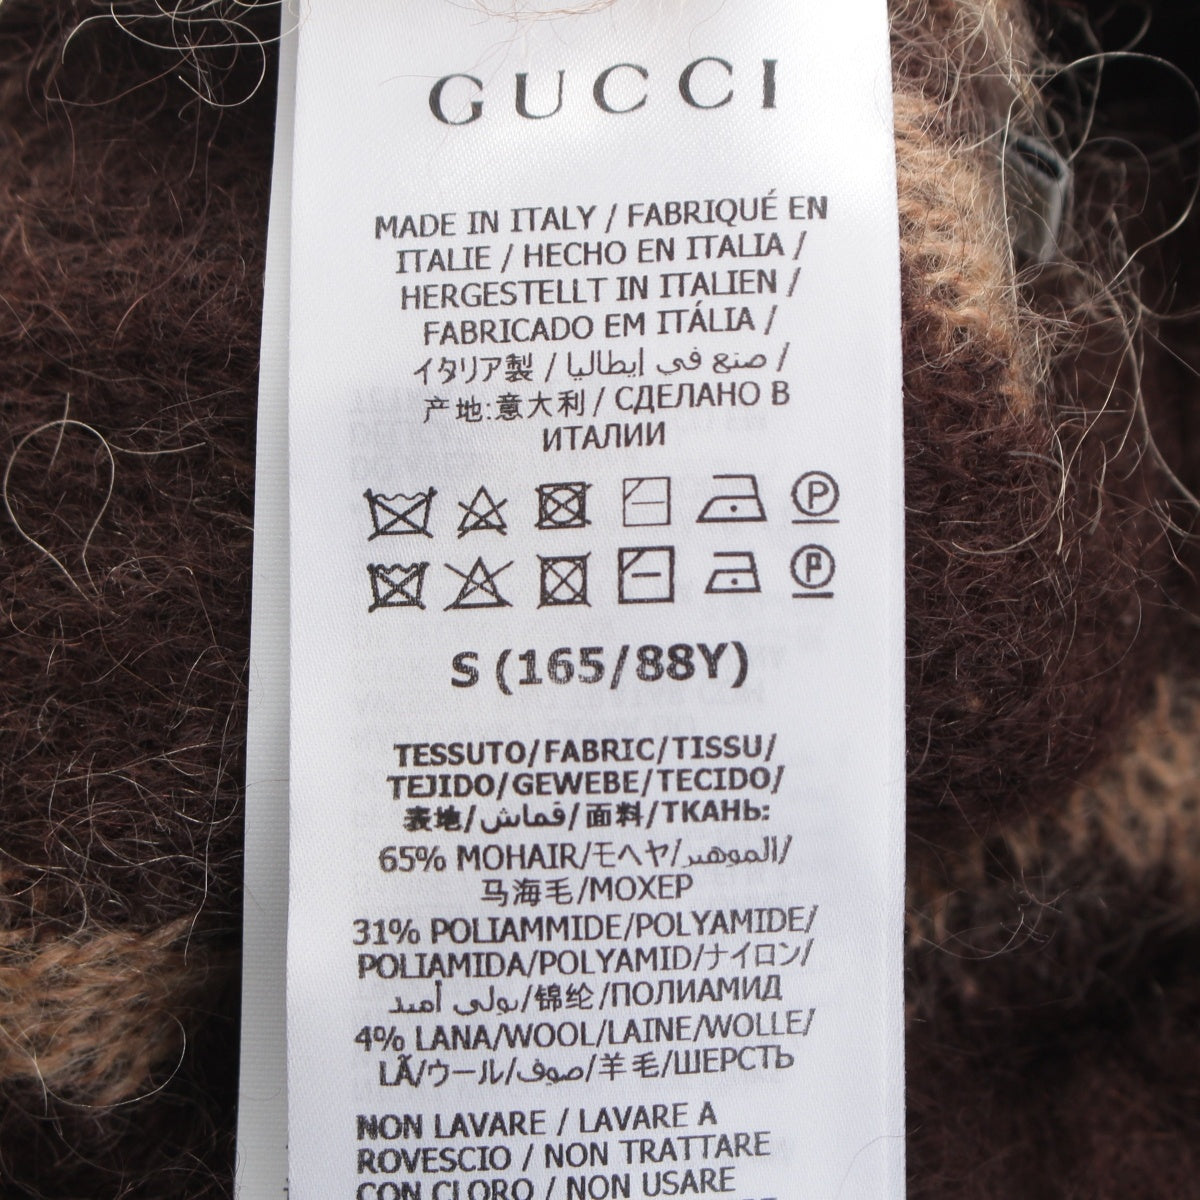 GUCCI
MADE IN ITALY / FABRIQUÉ EN
ITALIE / HECHO EN ITALIA /
HERGESTELLT IN ITALIEN /
FABRICADO EM ITÁLIA /
イタリア製 / صنع في إيطاليا /
产地:意大利 / СДЕЛАНО В
ИТАЛИИ
P
P
S (165/88Y)
TESSUTO/FABRIC/TISSU/
TEJIDO/GEWEBE/TECIDO/
表地/قماش/面料/ТКАНЬ:
65% MOHAIR/モヘヤ/الموهير/
马海毛/МОХЕР
31% POLIAMMIDE/POLYAMIDE/
POLIAMIDA/POLYAMID/ナイロン/
بولي أميد/锦纶/ПОЛИАМИД
4% LANA/WOOL/LAINE/WOLLE/
LÃ/ウール/صوف/羊毛/ШЕРСТЬ
NON LAVARE / LAVARE A
ROVESCIO / NON TRATTARE
CON CLORO / NON USARE